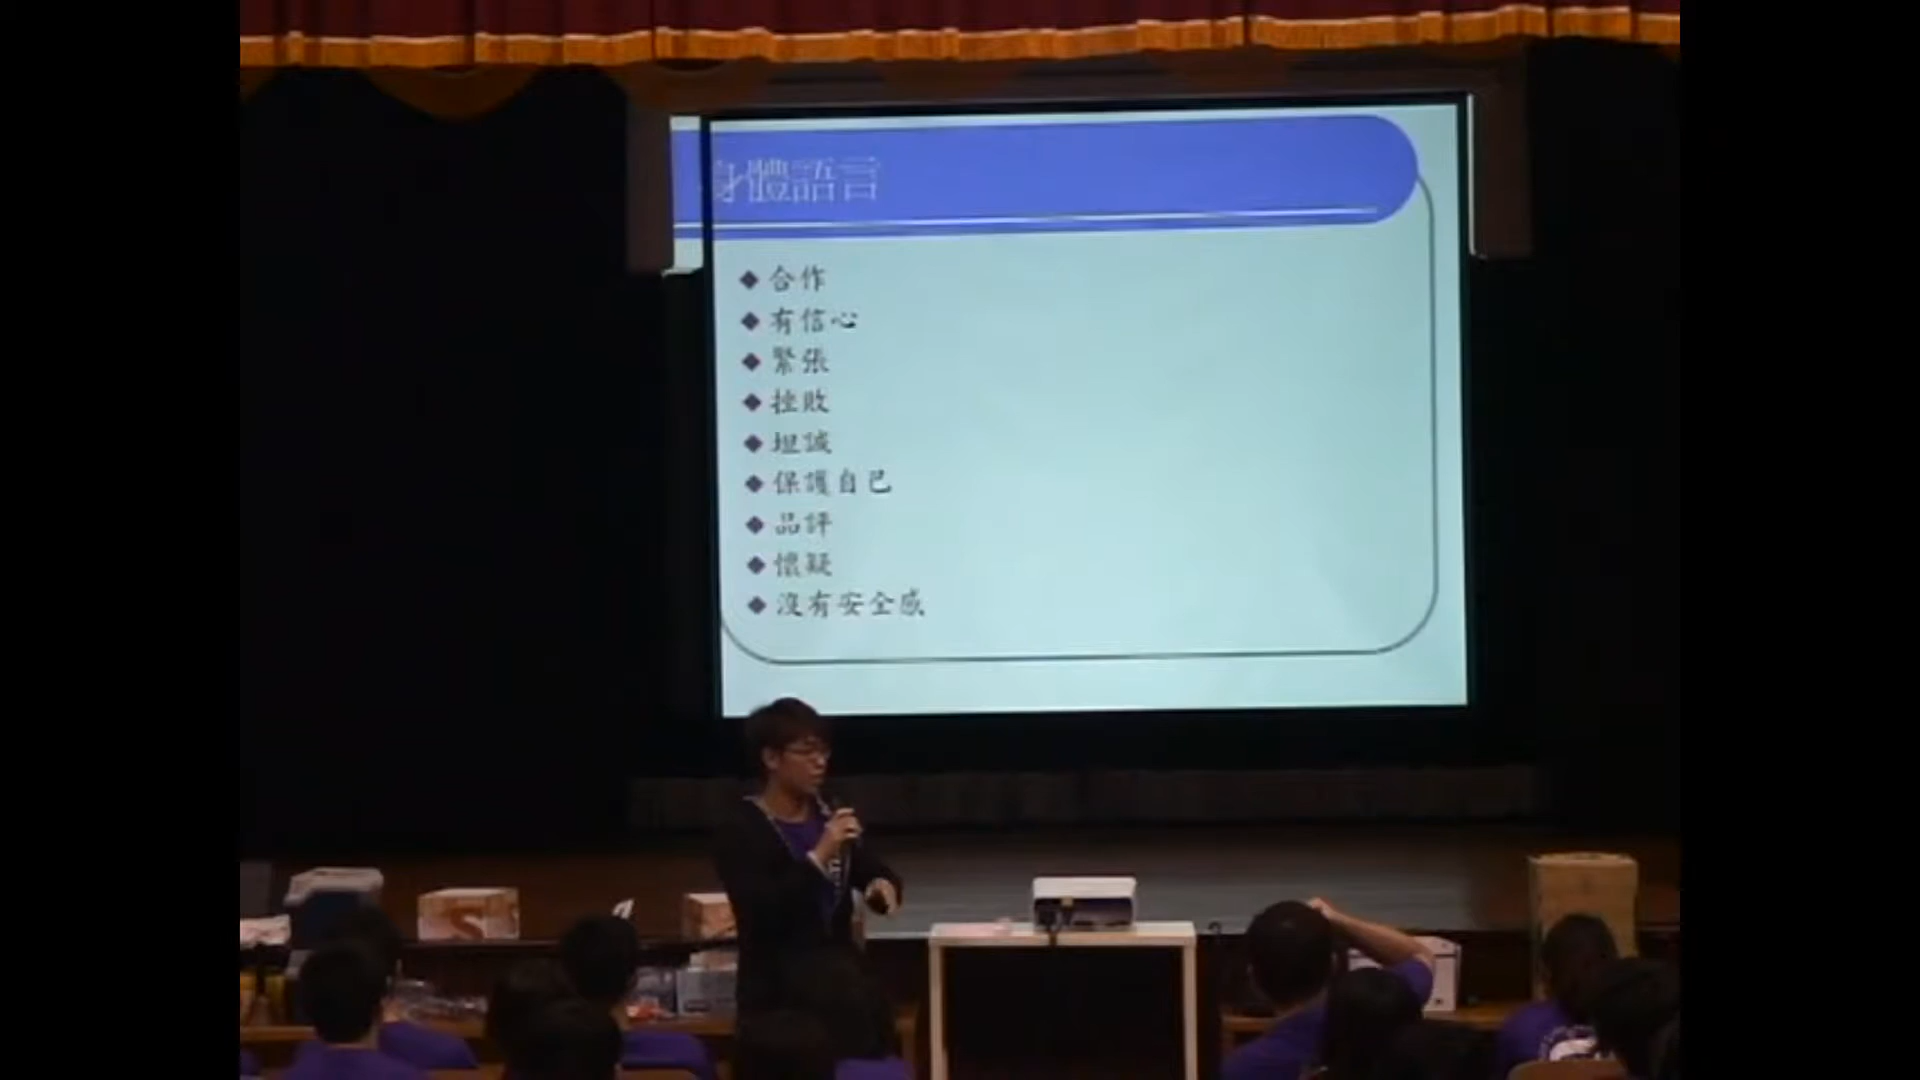 身體語言
合作
有信心
緊張
挫敗
坦誠
保護自己
品評
懷疑
沒有安全感